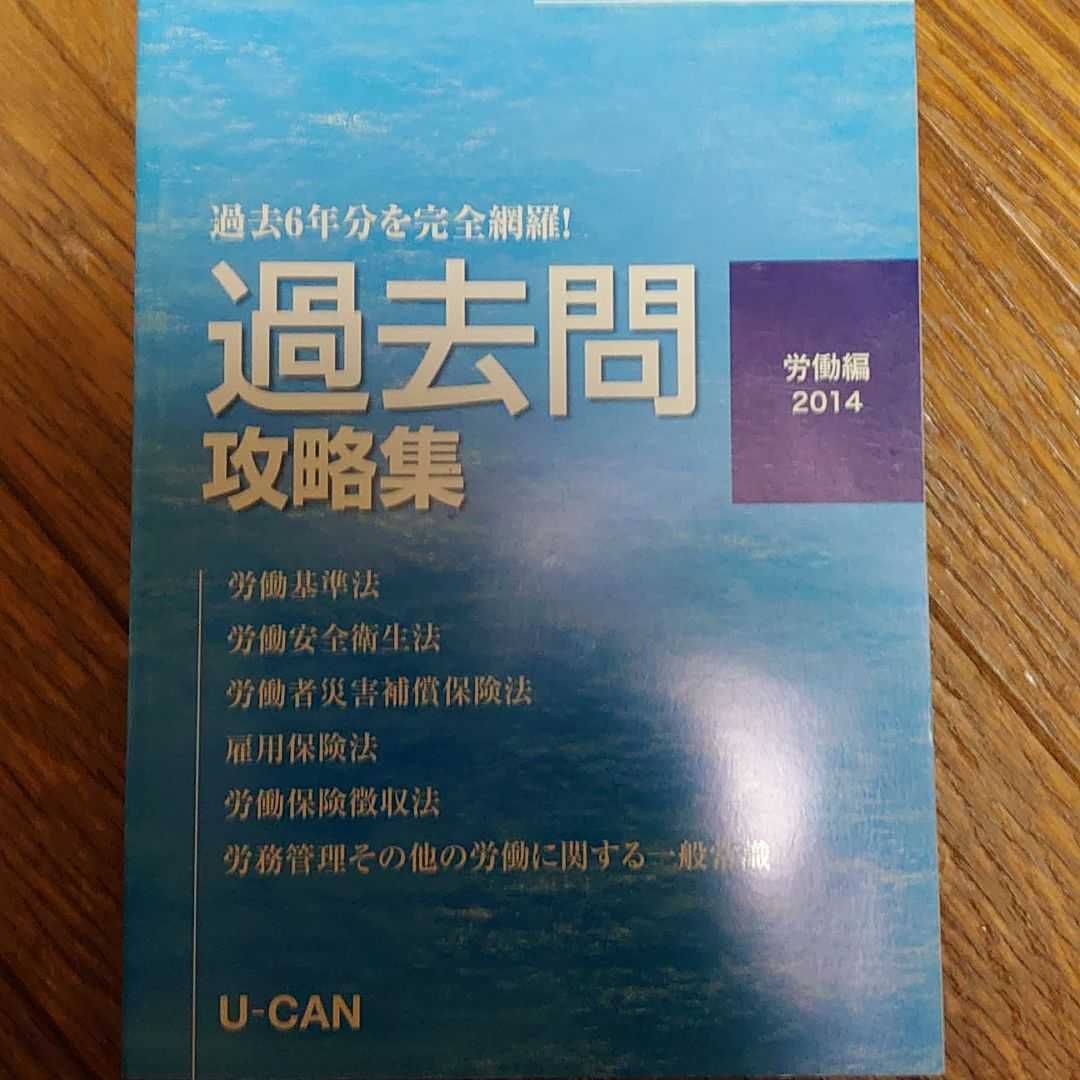 過去6年分を完全網羅!
過去問
攻略集
労働編
2014
労働基準法
労働安全衛生法
労働者災害補償保険法
雇用保険法
労働保険徴収法
労務管理その他の労働に関する一般常識
U-CAN